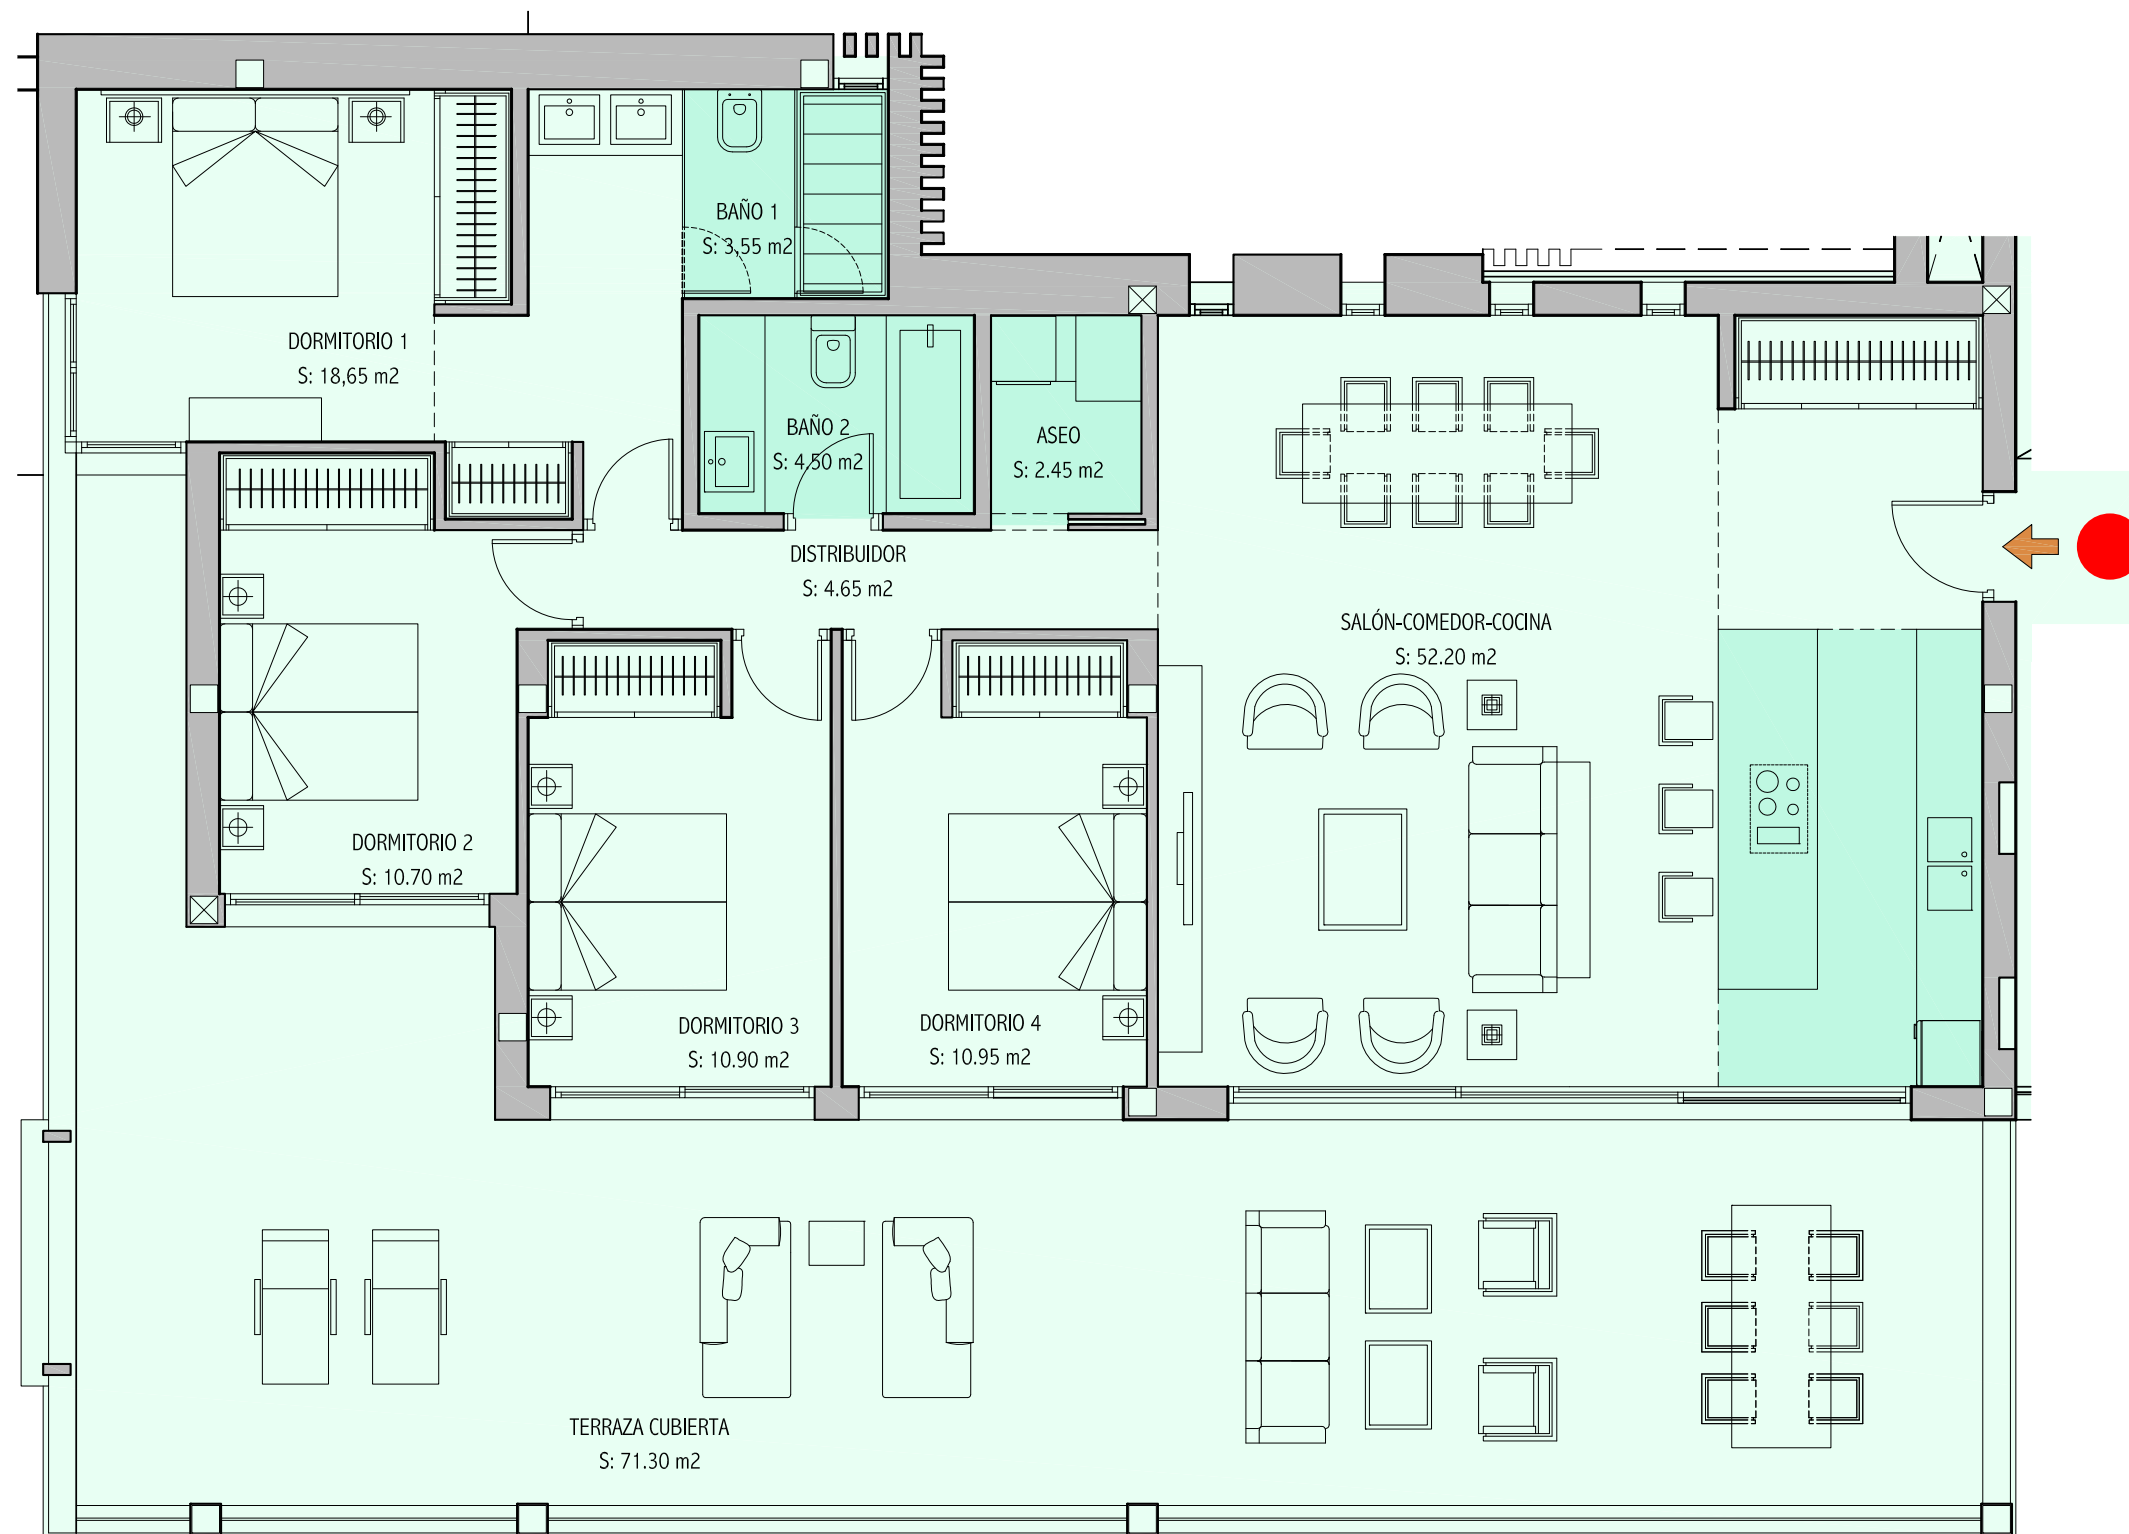 BAÑO 1
S: 3,55 m2
DORMITORIO 1
S: 18,65 m2
BAÑO 2
S: 4.50 m2
ASEO
S: 2.45 m2
DISTRIBUIDOR
S: 4.65 m2
SALÓN-COMEDOR-COCINA
S: 52.20 m2
DORMITORIO 2
S: 10.70 m2
DORMITORIO 3
S: 10.90 m2
DORMITORIO 4
S: 10.95 m2
TERRAZA CUBIERTA
S: 71.30 m2